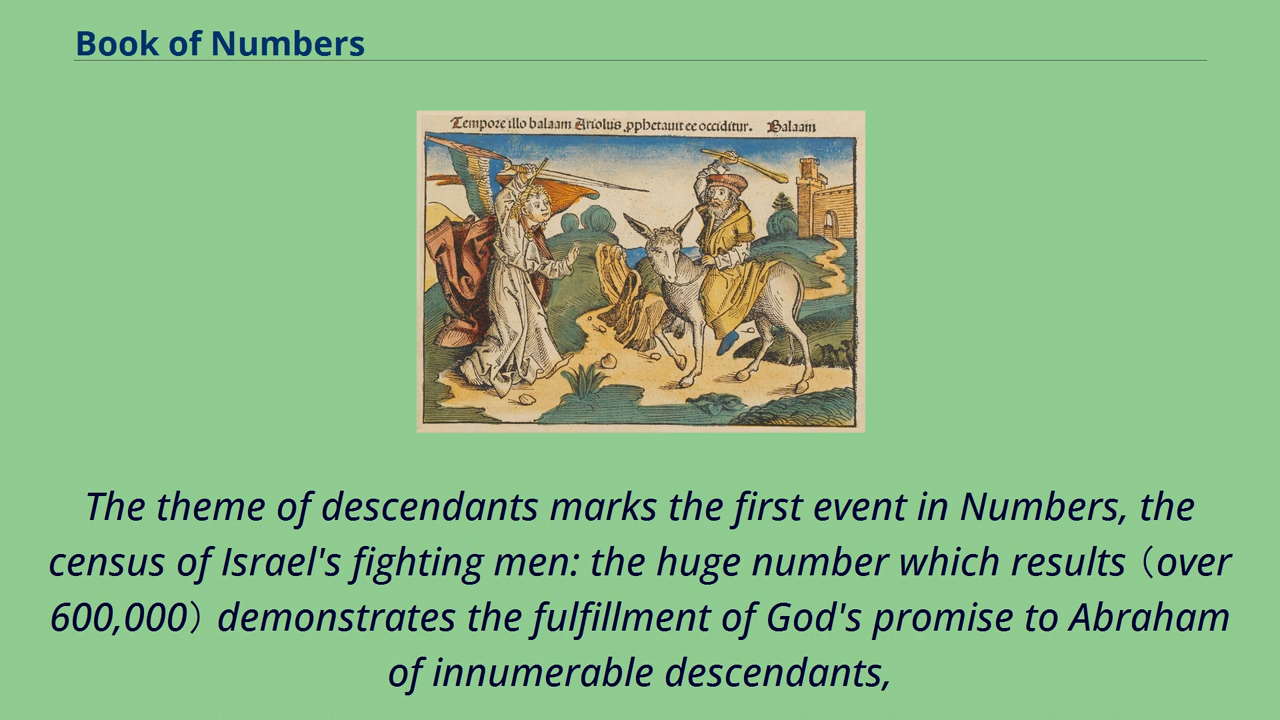 Book of Numbers
Tempore illo balaam Ariolus pphetauit ee occiditur. Balaam
The theme of descendants marks the first event in Numbers, the
census of Israel's fighting men: the huge number which results（over
600,000）demonstrates the fulfillment of God's promise to Abraham
of innumerable descendants,